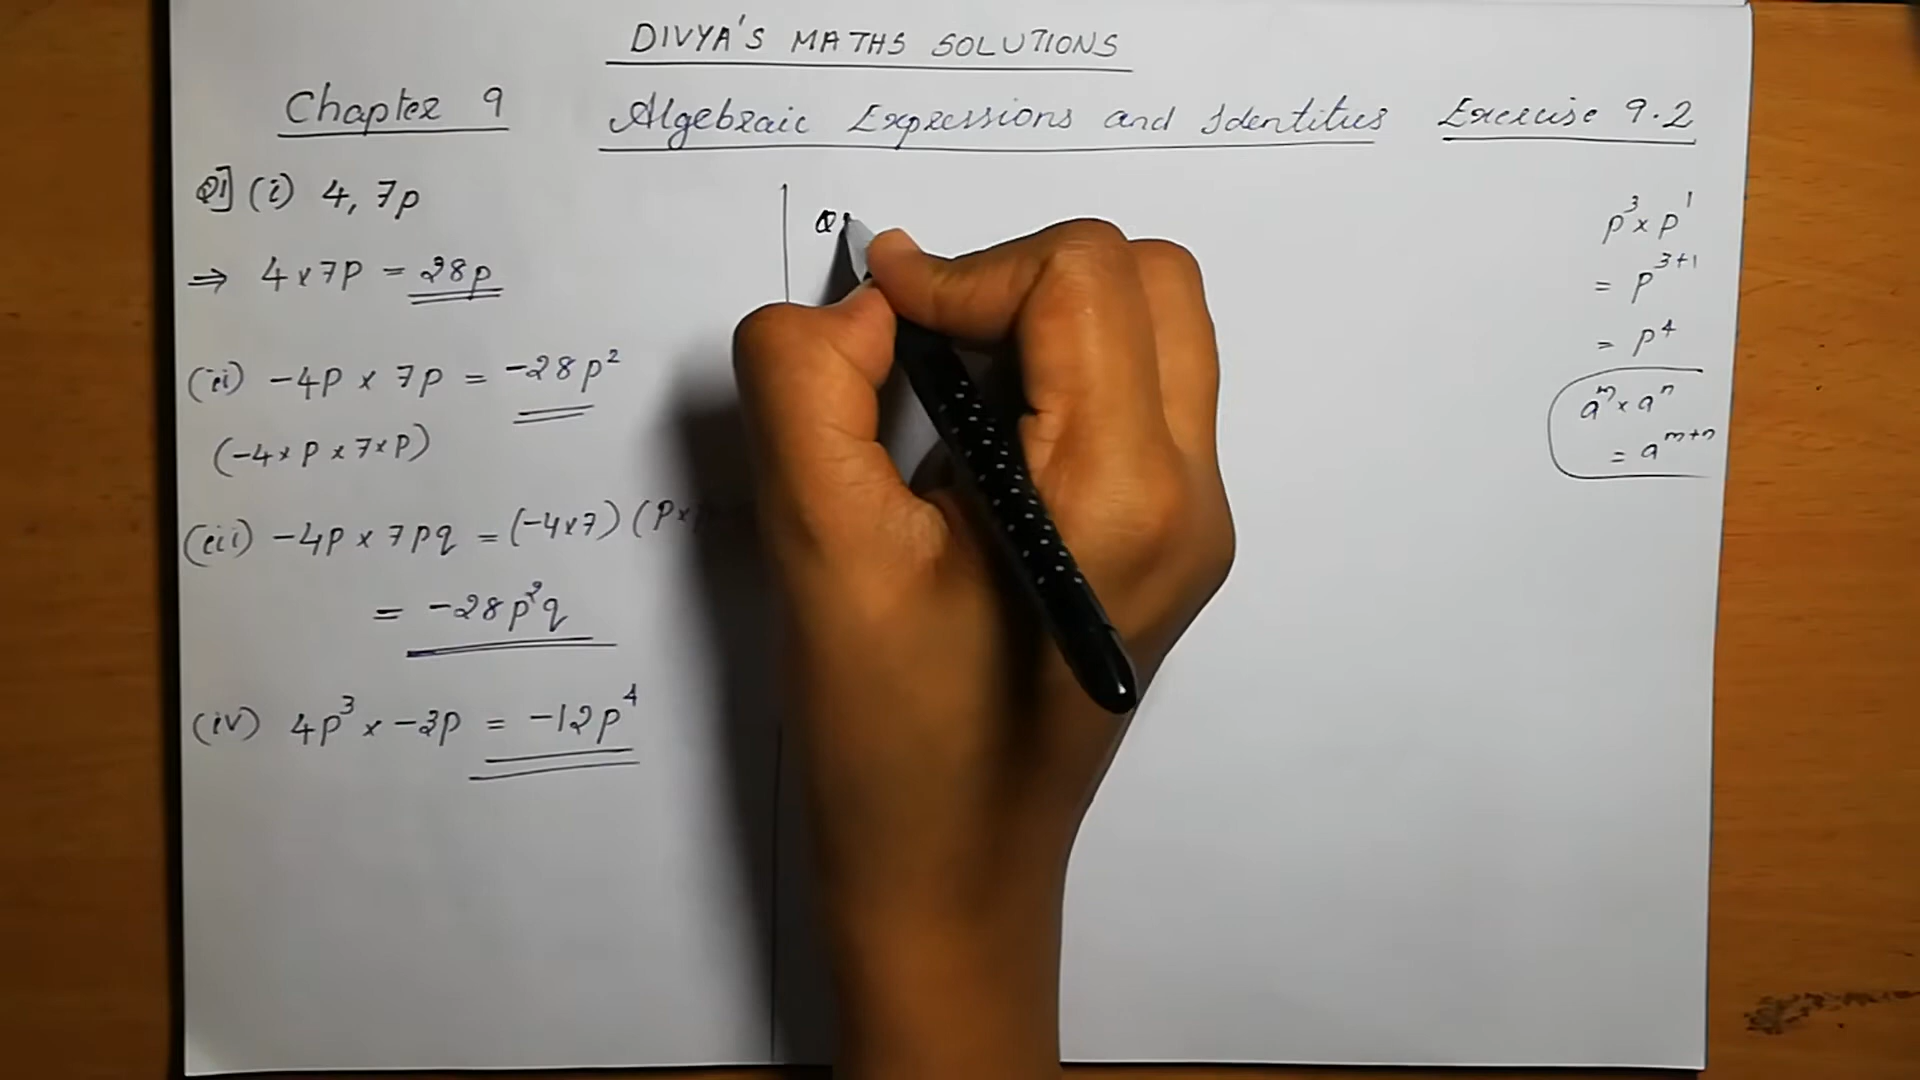 DIVYA'S MATHS SOLUTIONS
Chapter 9 Algebraic Expressions and Identities Exercise 9.2
Q1] (i) 4, 7p
⇒ 4 × 7p = 28p
(ii) -4p × 7p = -28p²
(-4 × p × 7 × p)
(iii) -4p × 7pq = (-4×7) (p×
= -28p²q
(iv) 4p³ × -3p = -12p⁴
p³ × p¹
= p³⁺¹
= p⁴
aᵐ × aⁿ
= aᵐ⁺ⁿ